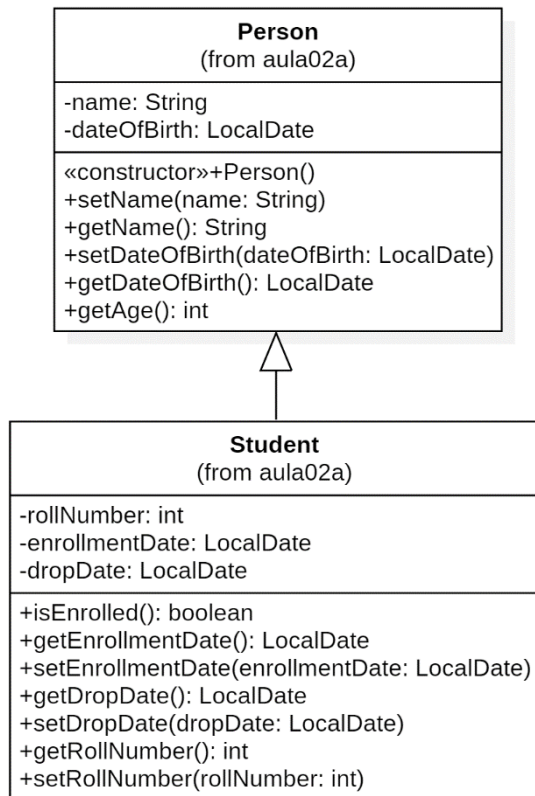 Person
(from aula02a)
-name: String
-dateOfBirth: LocalDate
«constructor»+Person()
+setName(name: String)
+getName(): String
+setDateOfBirth(dateOfBirth: LocalDate)
+getDateOfBirth(): LocalDate
+getAge(): int
Student
(from aula02a)
-rollNumber: int
-enrollmentDate: LocalDate
-dropDate: LocalDate
+isEnrolled(): boolean
+getEnrollmentDate(): LocalDate
+setEnrollmentDate(enrollmentDate: LocalDate)
+getDropDate(): LocalDate
+setDropDate(dropDate: LocalDate)
+getRollNumber(): int
+setRollNumber(rollNumber: int)